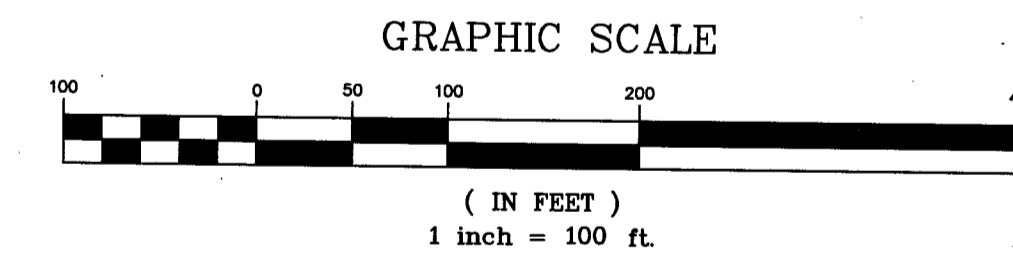 GRAPHIC SCALE
100 0 50 100 200
( IN FEET )
1 inch = 100 ft.